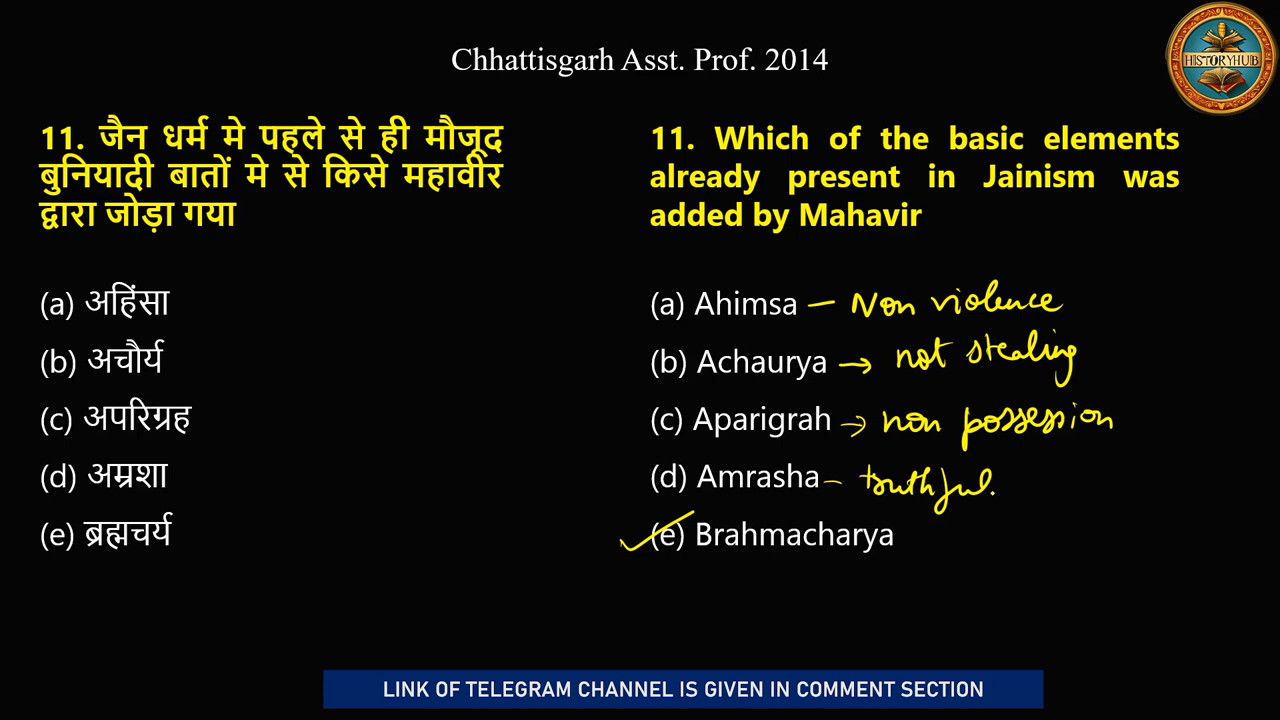 Chhattisgarh Asst. Prof. 2014
HISTORYHUB
11. जैन धर्म मे पहले से ही मौजूद
बुनियादी बातों मे से किसे महावीर
द्वारा जोड़ा गया
(a) अहिंसा
(b) अचौर्य
(c) अपरिग्रह
(d) अम्रशा
(e) ब्रह्मचर्य
11. Which of the basic elements
already present in Jainism was
added by Mahavir
(a) Ahimsa – Non violence
(b) Achaurya → not stealing
(c) Aparigrah → non possession
(d) Amrasha – truthful.
(e) Brahmacharya
LINK OF TELEGRAM CHANNEL IS GIVEN IN COMMENT SECTION